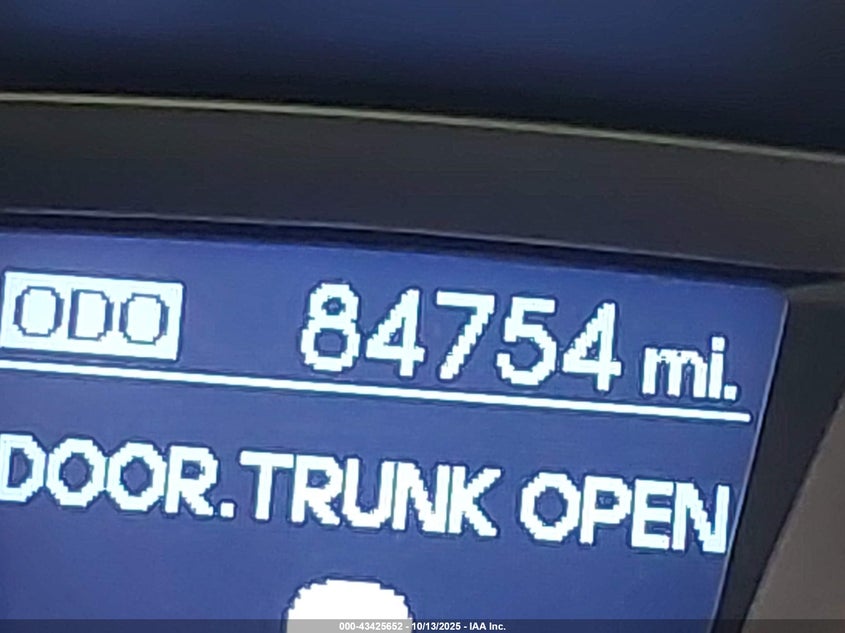 ODO 84754 mi.
DOOR.TRUNK OPEN
000-43425652 - 10/13/2025 - IAA Inc.